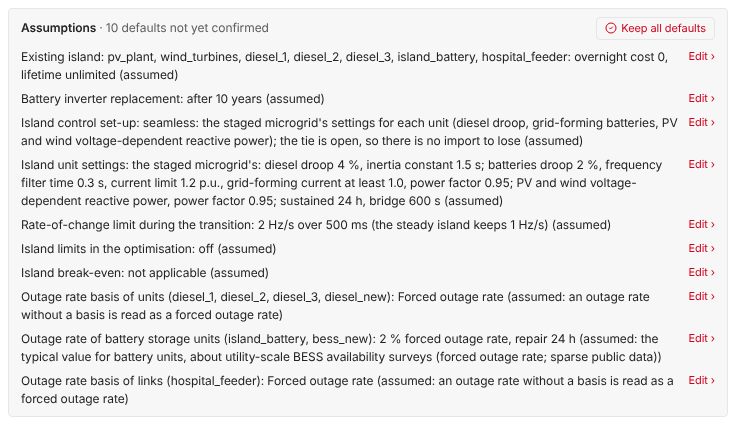 Assumptions · 10 defaults not yet confirmed
Keep all defaults
Existing island: pv_plant, wind_turbines, diesel_1, diesel_2, diesel_3, island_battery, hospital_feeder: overnight cost 0, Edit ›
lifetime unlimited (assumed)
Battery inverter replacement: after 10 years (assumed) Edit ›
Island control set-up: seamless: the staged microgrid's settings for each unit (diesel droop, grid-forming batteries, PV Edit ›
and wind voltage-dependent reactive power); the tie is open, so there is no import to lose (assumed)
Island unit settings: the staged microgrid's: diesel droop 4 %, inertia constant 1.5 s; batteries droop 2 %, frequency Edit ›
filter time 0.3 s, current limit 1.2 p.u., grid-forming current at least 1.0, power factor 0.95; PV and wind voltage-
dependent reactive power, power factor 0.95; sustained 24 h, bridge 600 s (assumed)
Rate-of-change limit during the transition: 2 Hz/s over 500 ms (the steady island keeps 1 Hz/s) (assumed) Edit ›
Island limits in the optimisation: off (assumed) Edit ›
Island break-even: not applicable (assumed) Edit ›
Outage rate basis of units (diesel_1, diesel_2, diesel_3, diesel_new): Forced outage rate (assumed: an outage rate Edit ›
without a basis is read as a forced outage rate)
Outage rate of battery storage units (island_battery, bess_new): 2 % forced outage rate, repair 24 h (assumed: the Edit ›
typical value for battery units, about utility-scale BESS availability surveys (forced outage rate; sparse public data))
Outage rate basis of links (hospital_feeder): Forced outage rate (assumed: an outage rate without a basis is read as a Edit ›
forced outage rate)